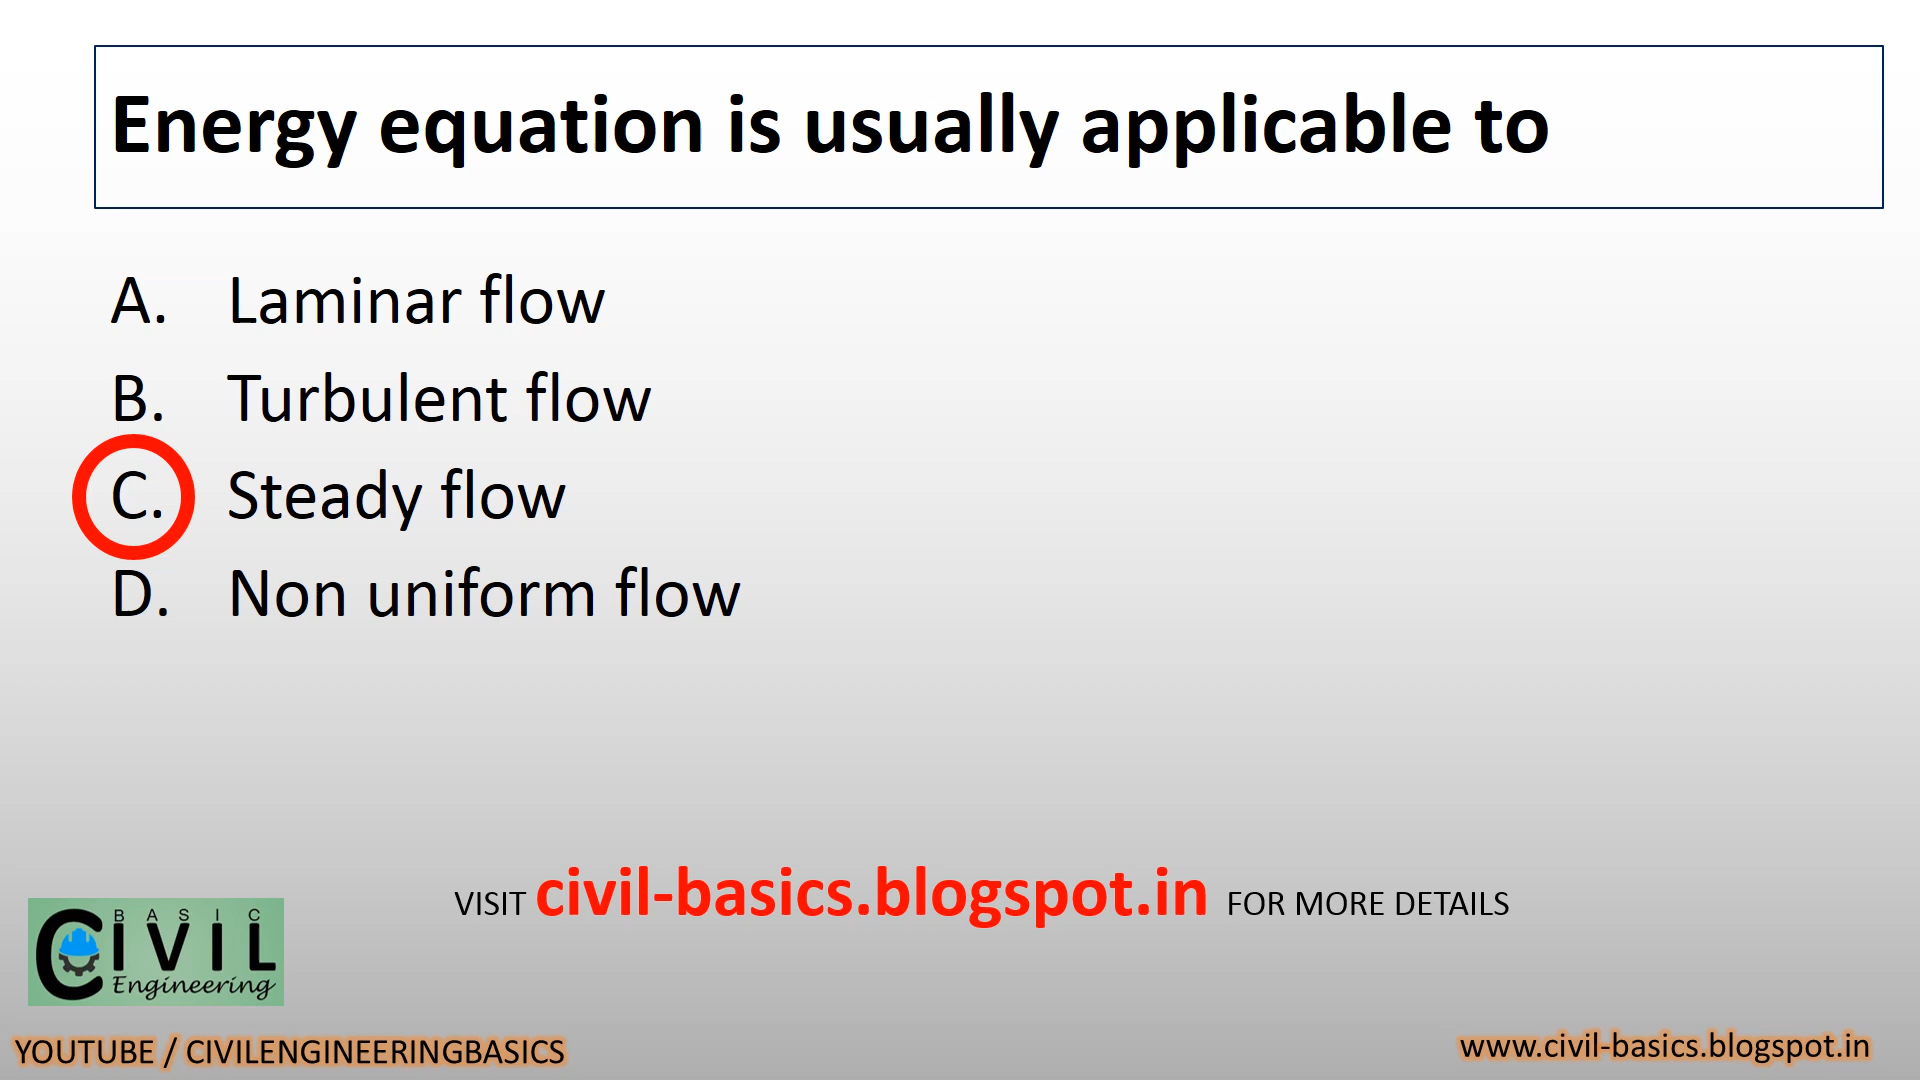 Energy equation is usually applicable to
A. Laminar flow
B. Turbulent flow
C. Steady flow
D. Non uniform flow
VISIT civil-basics.blogspot.in FOR MORE DETAILS
BASIC
CIVIL
Engineering
YOUTUBE / CIVILENGINEERINGBASICS
www.civil-basics.blogspot.in